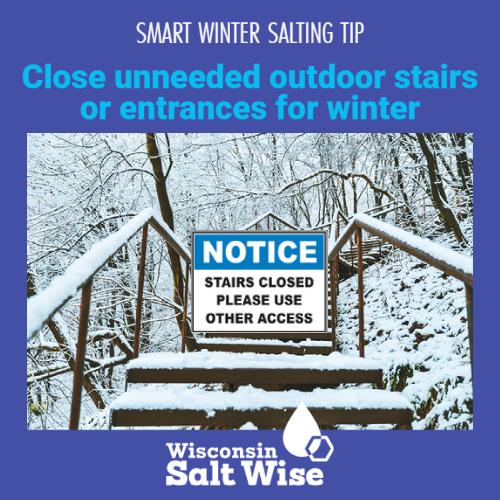 SMART WINTER SALTING TIP
Close unneeded outdoor stairs
or entrances for winter
NOTICE
STAIRS CLOSED
PLEASE USE
OTHER ACCESS
Wisconsin
Salt Wise